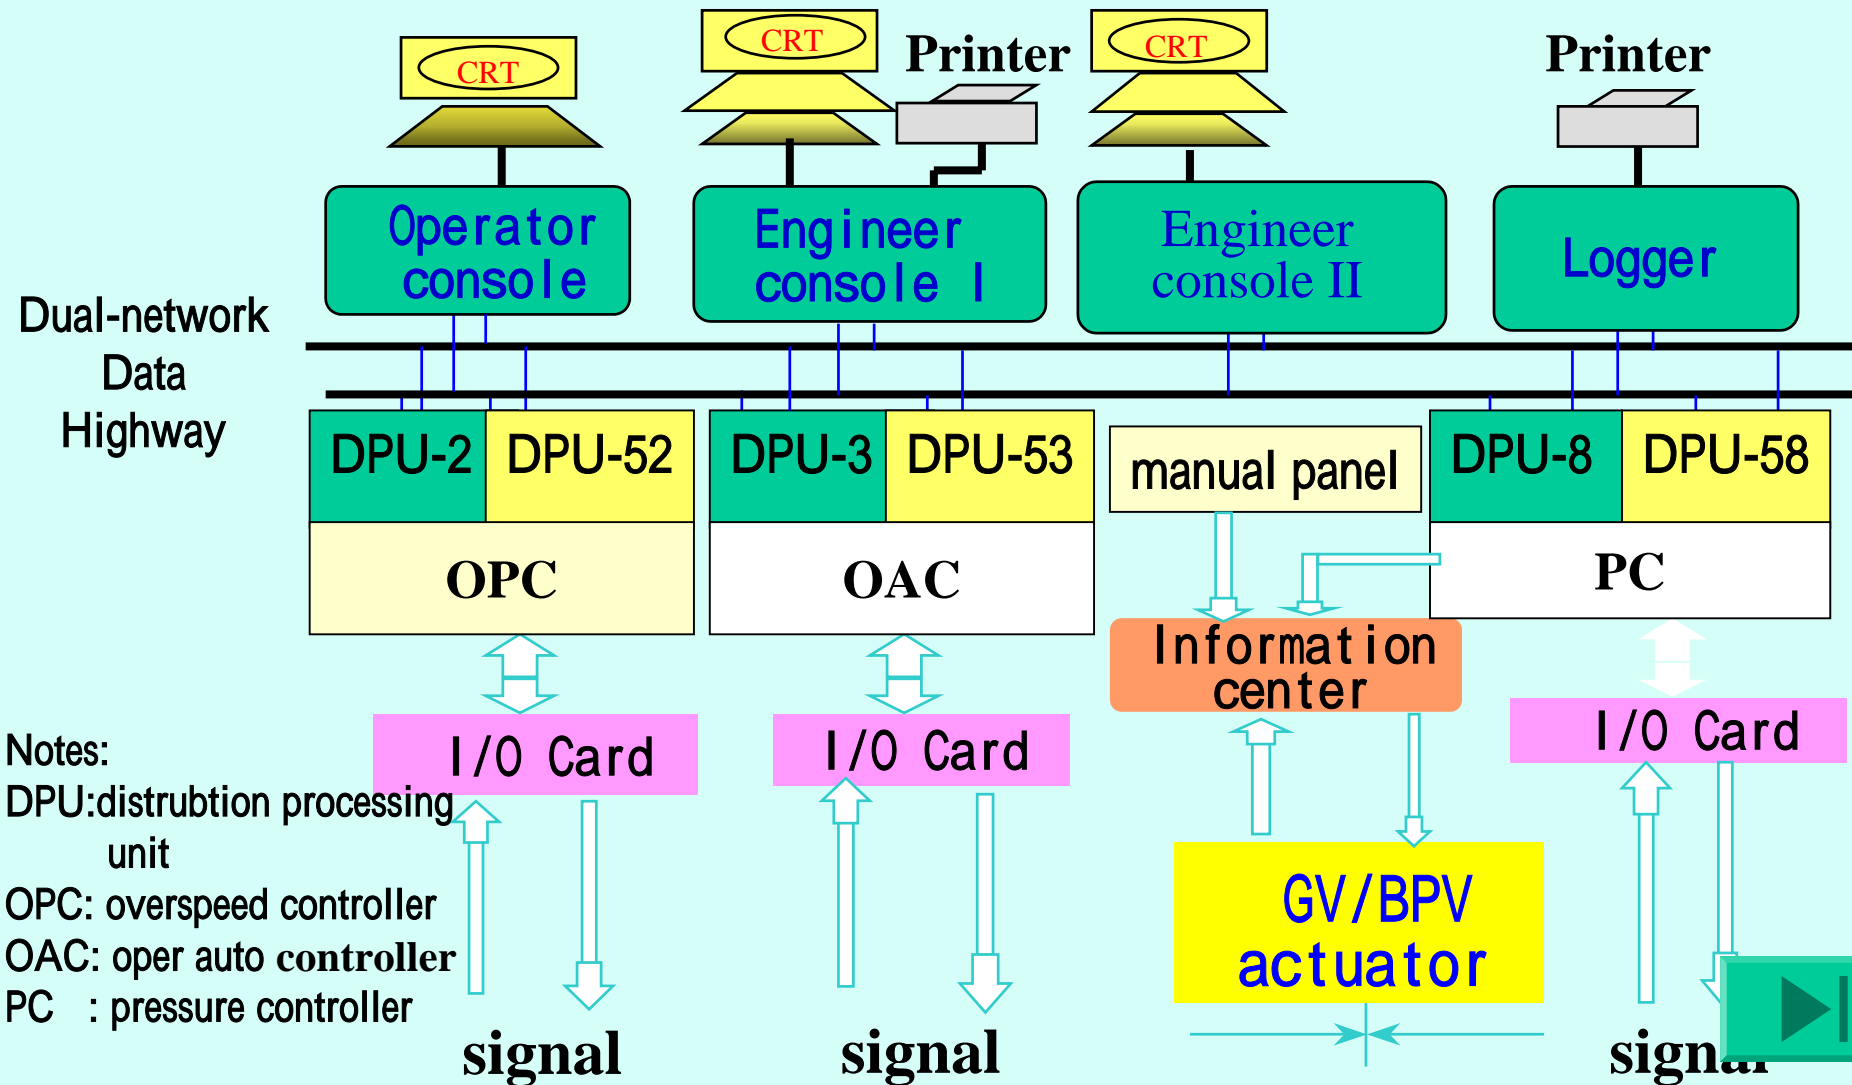 CRT
CRT
CRT
Printer
Printer
Operator
console
Engineer
console I
Engineer
console II
Logger
Dual-network
Data
Highway
DPU-2
DPU-52
DPU-3
DPU-53
manual panel
DPU-8
DPU-58
OPC
OAC
PC
Information
center
I/O Card
I/O Card
I/O Card
Notes:
DPU:distrubtion processing
unit
OPC: overspeed controller
OAC: oper auto controller
PC : pressure controller
GV/BPV
actuator
signal
signal
signal